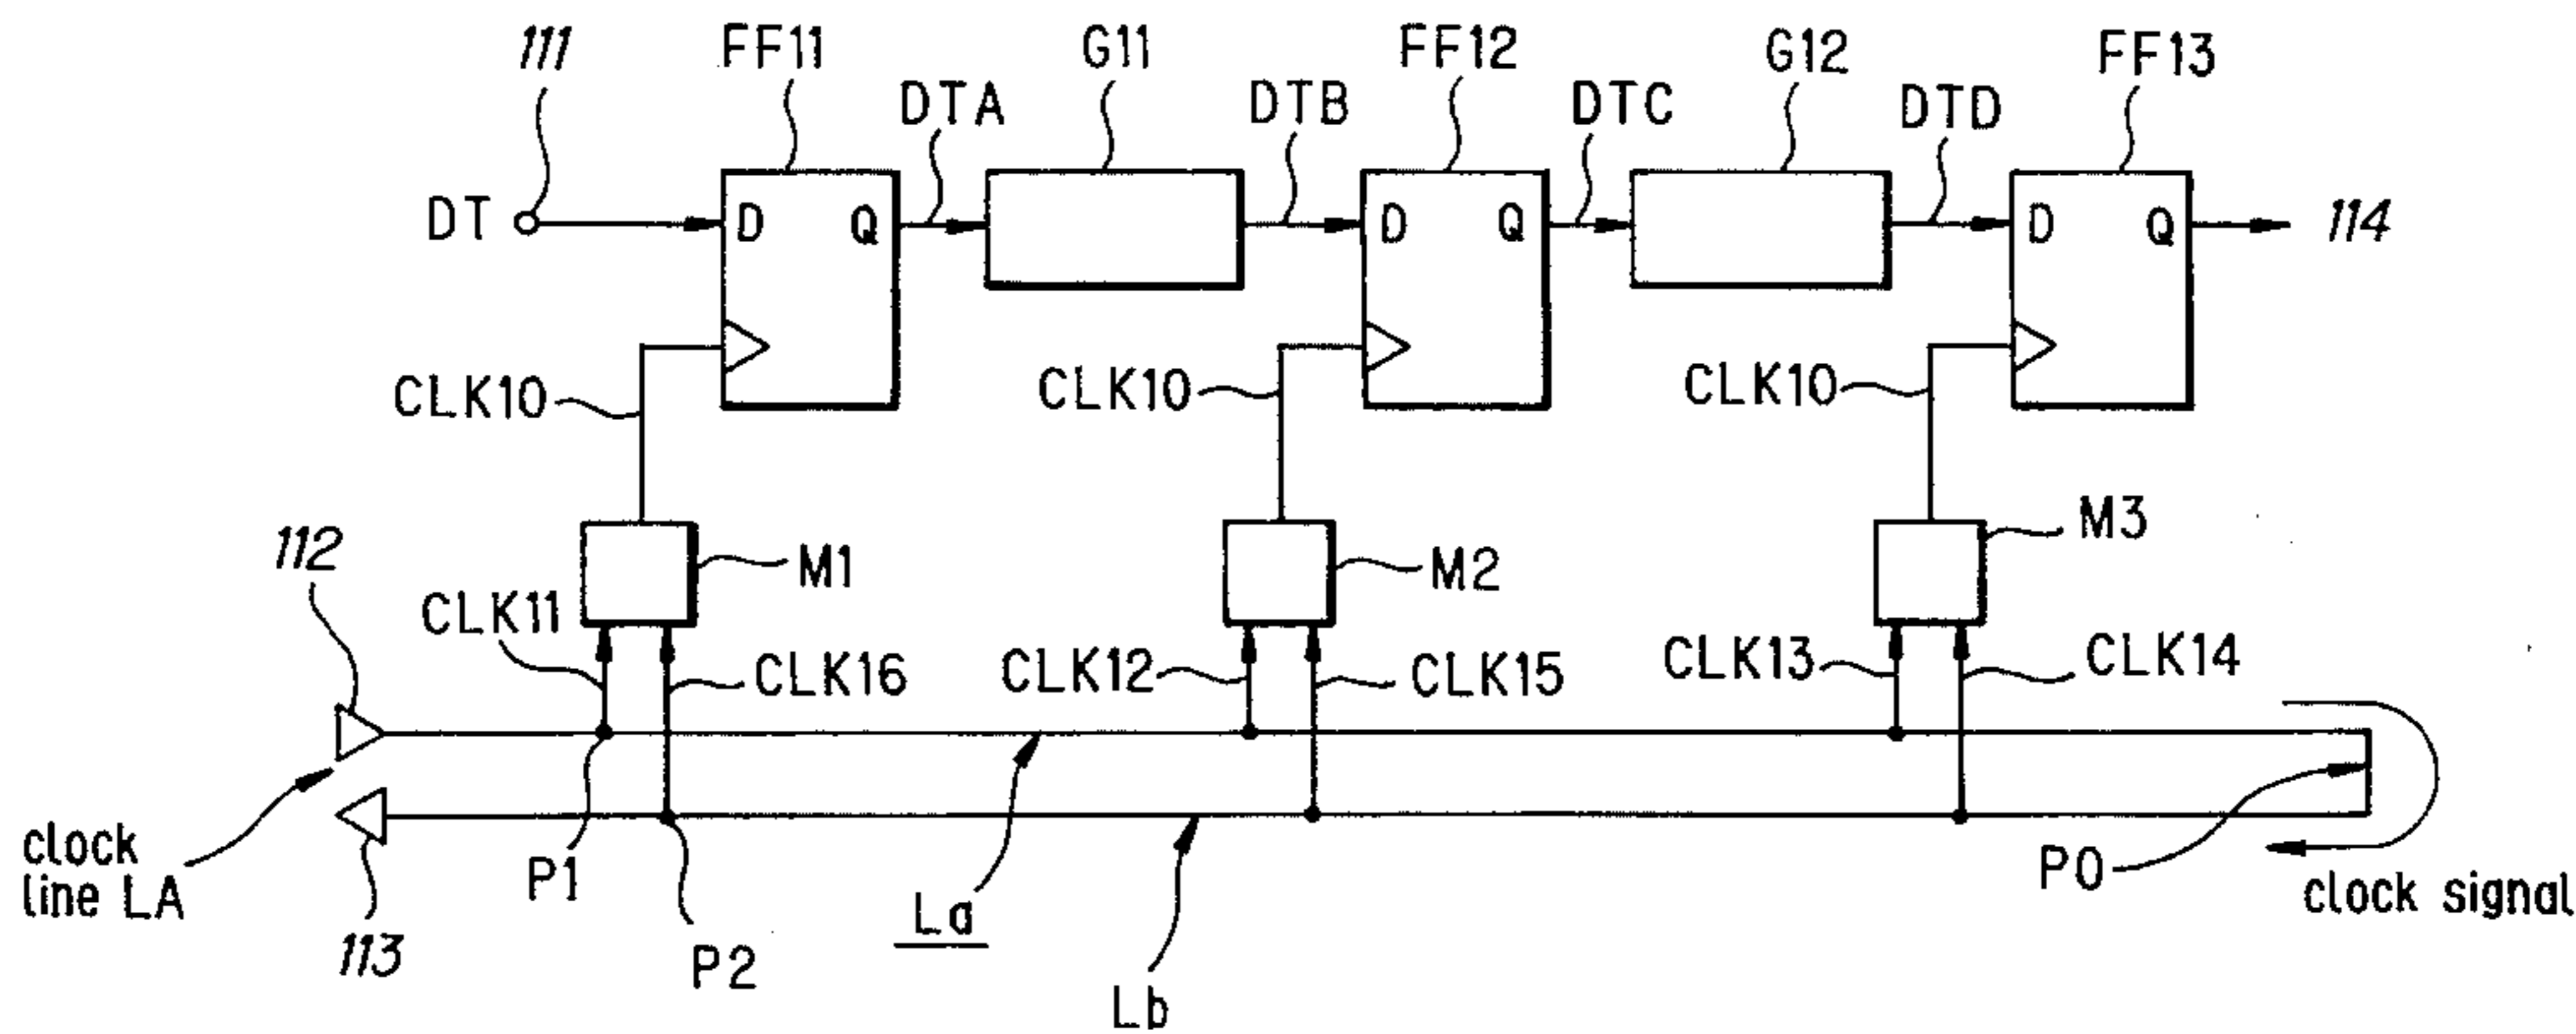 111
FF11
G11
FF12
G12
FF13
DTA
DTB
DTC
DTD
DT
D
Q
D
Q
D
Q
114
CLK10
CLK10
CLK10
112
M1
M2
M3
CLK11
CLK16
CLK12
CLK15
CLK13
CLK14
clock
line LA
P1
La
P0
clock signal
113
P2
Lb